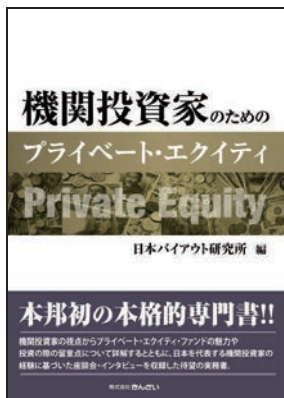 機関投資家のための
プライベート・エクイティ
Private Equity
日本バイアウト研究所 編
本邦初の本格的専門書!!
機関投資家の視点からプライベート・エクイティ・ファンドの魅力や
投資の際の留意点について詳解するとともに、日本を代表する機関投資家の
経験に基づいた座談会・インタビューを収録した待望の実務書。
株式会社きんざい